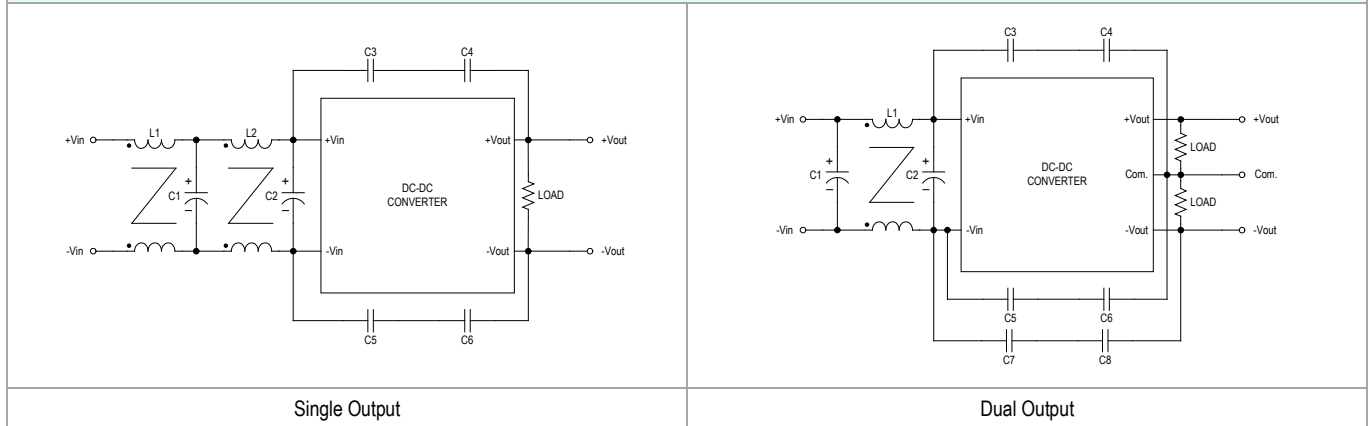 C3 C4
+Vin L1 L2 +Vin +Vout +Vout
C1 C2 DC-DC
CONVERTER LOAD
-Vin -Vin -Vout -Vout
C5 C6
Single Output
C3 C4
+Vin L1 +Vin +Vout +Vout
LOAD
C1 C2 DC-DC
CONVERTER Com. Com.
LOAD
-Vin -Vin -Vout -Vout
C5 C6
C7 C8
Dual Output